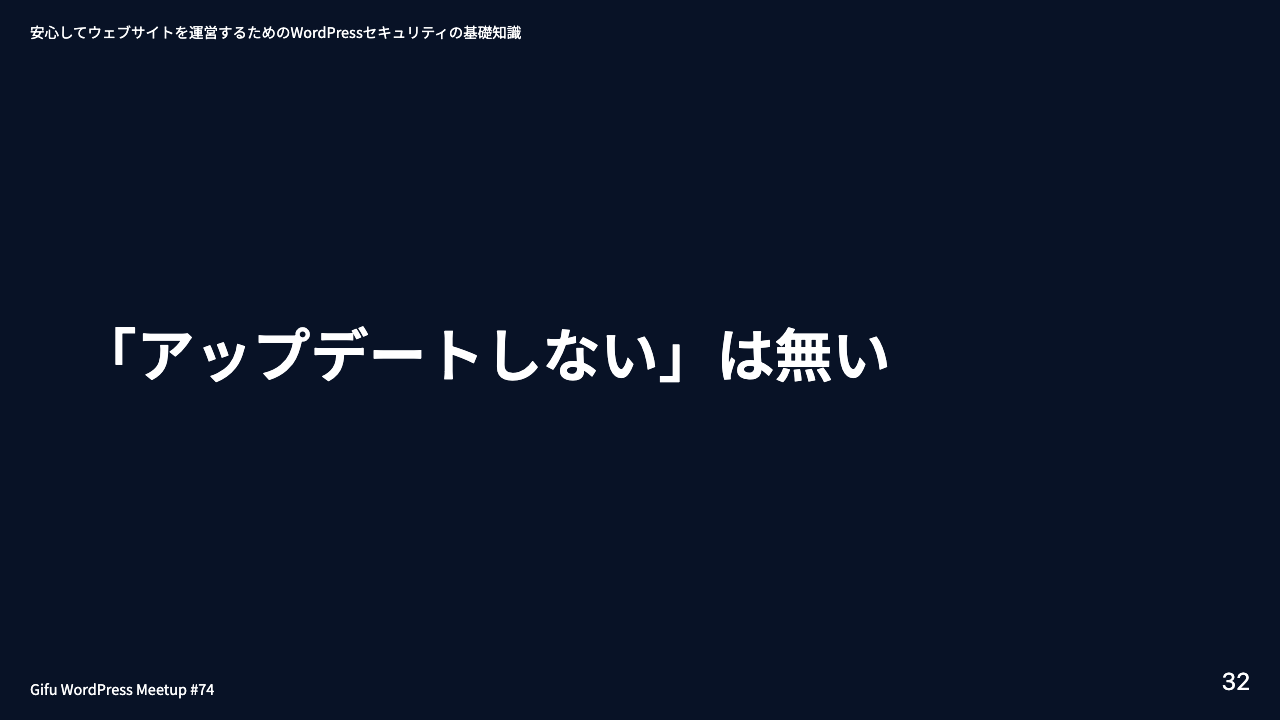 安心してウェブサイトを運営するためのWordPressセキュリティの基礎知識
「アップデートしない」は無い
Gifu WordPress Meetup #74
32